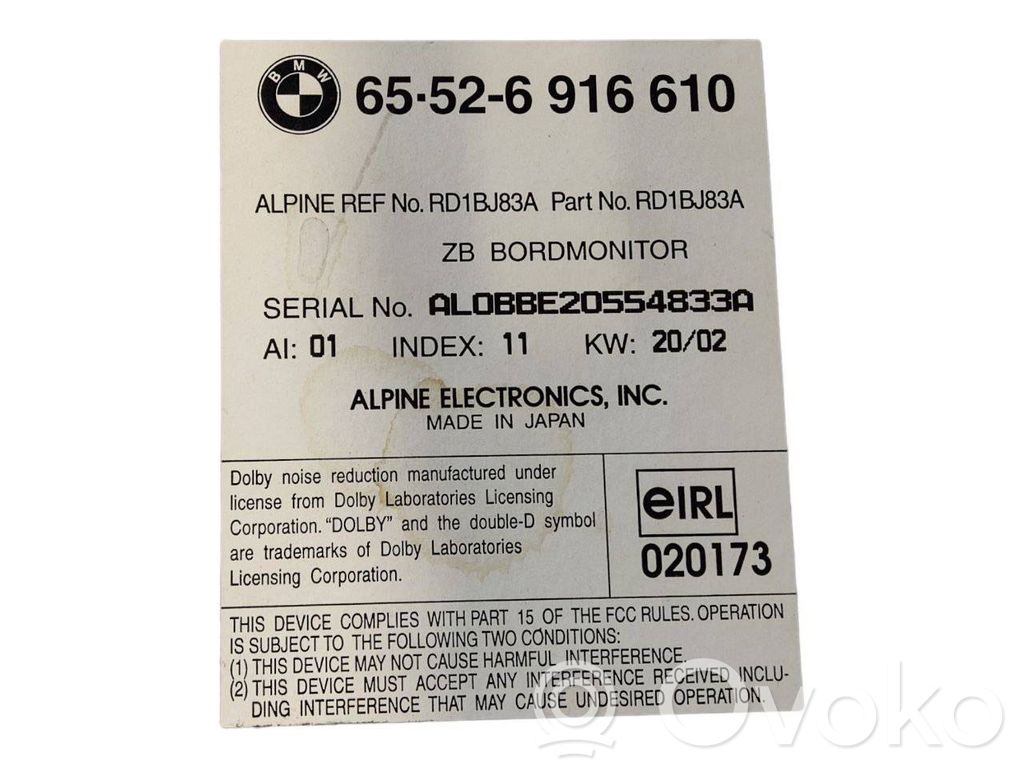 BMW
65·52-6 916 610
ALPINE REF No. RD1BJ83A Part No. RD1BJ83A
ZB BORDMONITOR
SERIAL No. AL0BBE20554833A
AI: 01 INDEX: 11 KW: 20/02
ALPINE ELECTRONICS, INC.
MADE IN JAPAN
Dolby noise reduction manufactured under
license from Dolby Laboratories Licensing
Corporation. "DOLBY" and the double-D symbol
are trademarks of Dolby Laboratories
Licensing Corporation.
eIRL
020173
THIS DEVICE COMPLIES WITH PART 15 OF THE FCC RULES. OPERATION
IS SUBJECT TO THE FOLLOWING TWO CONDITIONS:
(1) THIS DEVICE MAY NOT CAUSE HARMFUL INTERFERENCE.
(2) THIS DEVICE MUST ACCEPT ANY INTERFERENCE RECEIVED INCLU-
DING INTERFERENCE THAT MAY CAUSE UNDESIRED OPERATION.
Ovoko